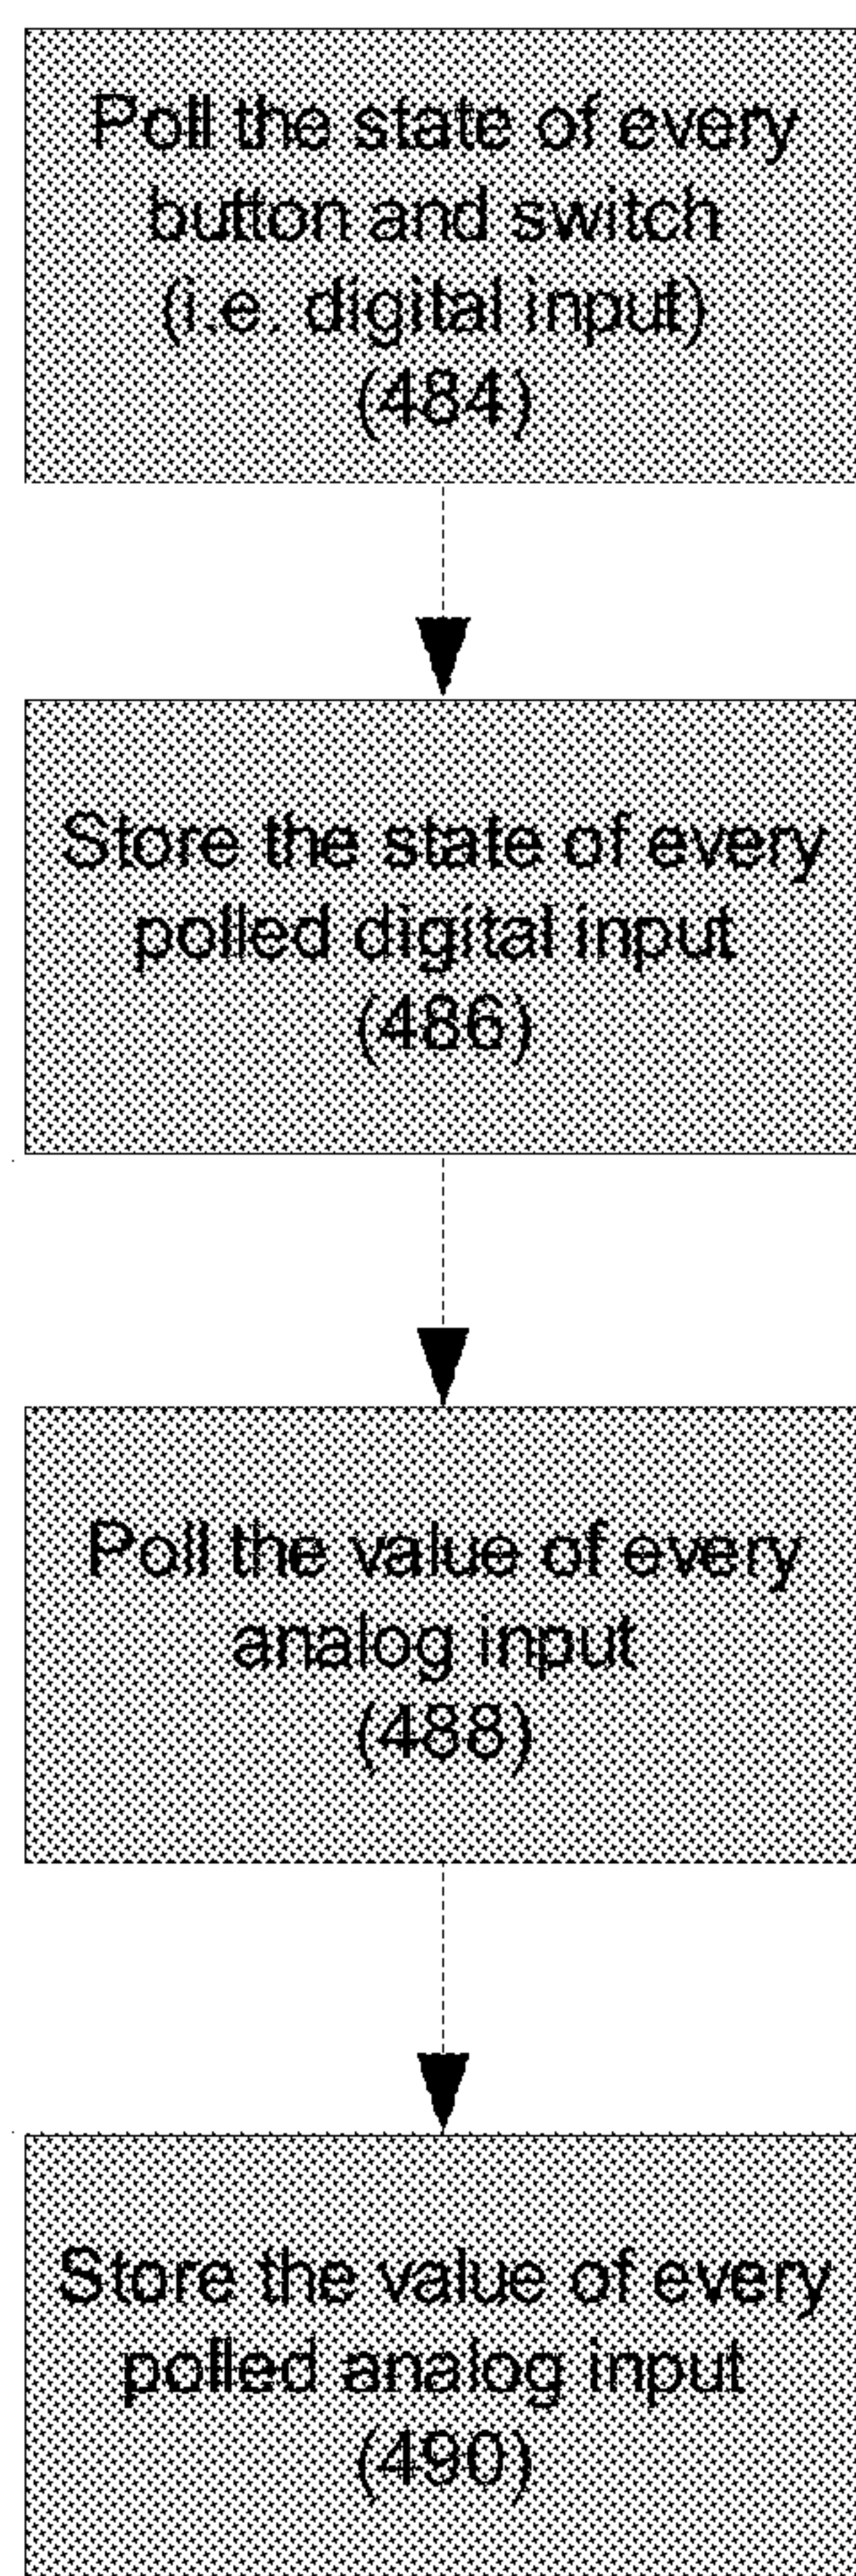 Poll the state of every
button and switch
(i.e. digital input)
(484)
Store the state of every
polled digital input
(486)
Poll the value of every
analog input
(488)
Store the value of every
polled analog input
(490)